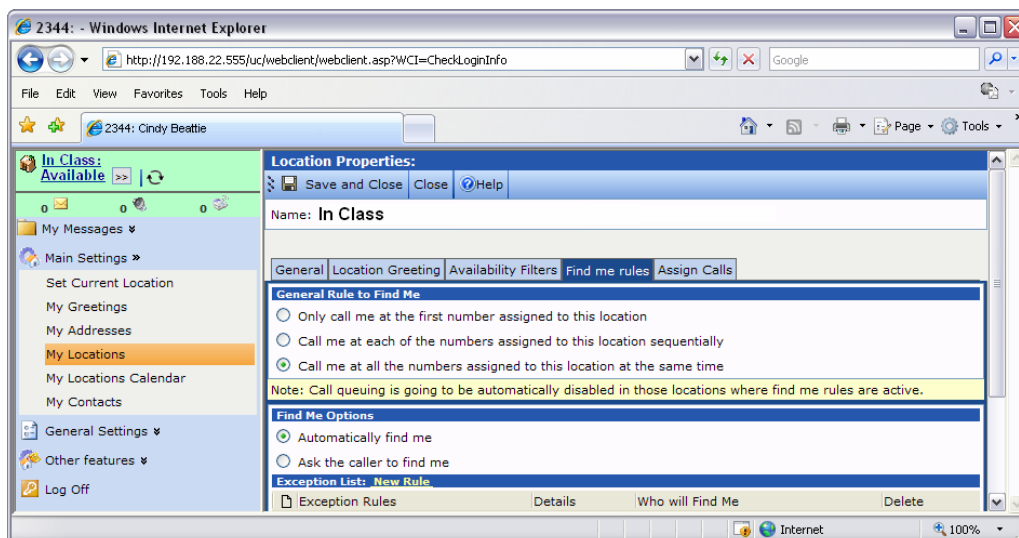 2344: - Windows Internet Explorer
http://192.188.22.555/uc/webclient/webclient.asp?WCI=CheckLoginInfo
Google
File Edit View Favorites Tools Help
2344: Cindy Beattie
Page Tools
In Class:
Available >>
0 0 0
My Messages
Main Settings
Set Current Location
My Greetings
My Addresses
My Locations
My Locations Calendar
My Contacts
General Settings
Other features
Log Off
Location Properties:
Save and Close Close Help
Name: In Class
General Location Greeting Availability Filters Find me rules Assign Calls
General Rule to Find Me
Only call me at the first number assigned to this location
Call me at each of the numbers assigned to this location sequentially
Call me at all the numbers assigned to this location at the same time
Note: Call queuing is going to be automatically disabled in those locations where find me rules are active.
Find Me Options
Automatically find me
Ask the caller to find me
Exception List: New Rule
Exception Rules Details Who will Find Me Delete
Internet 100%